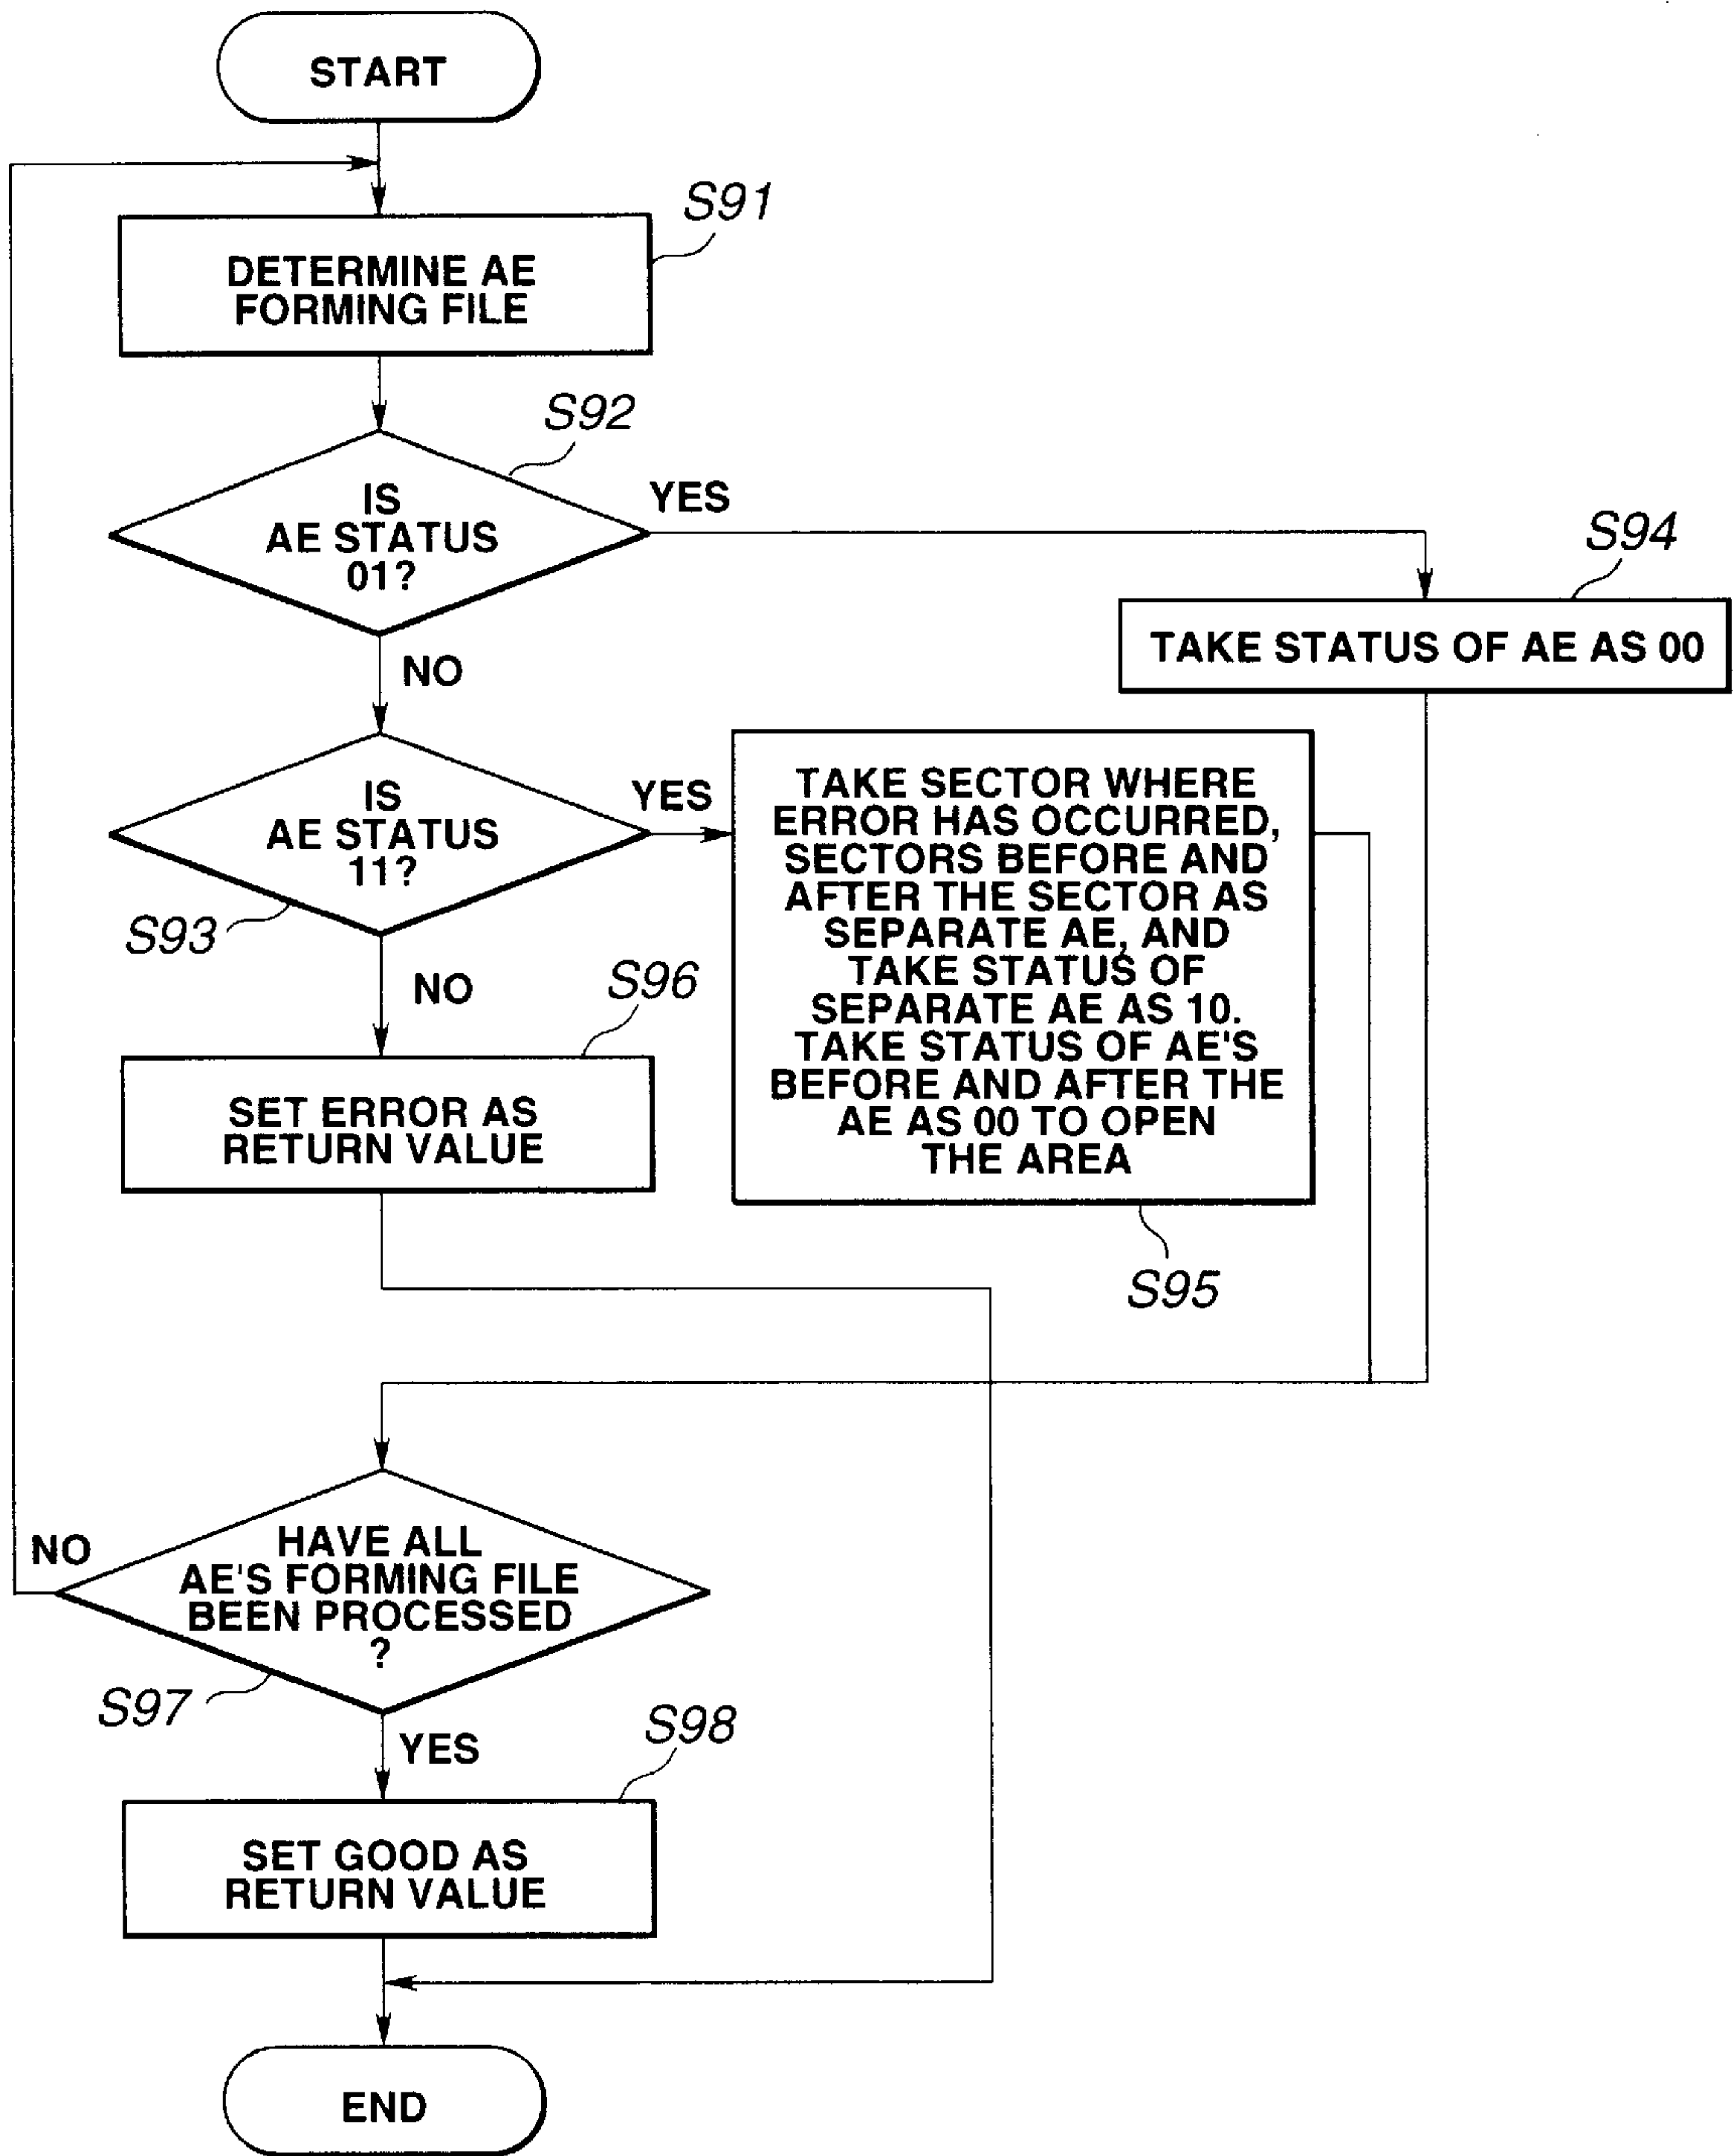 START
S91
DETERMINE AE
FORMING FILE
S92
IS
AE STATUS
01?
YES
S94
TAKE STATUS OF AE AS 00
NO
IS
AE STATUS
11?
YES
S93
TAKE SECTOR WHERE
ERROR HAS OCCURRED,
SECTORS BEFORE AND
AFTER THE SECTOR AS
SEPARATE AE, AND
TAKE STATUS OF
SEPARATE AE AS 10.
TAKE STATUS OF AE'S
BEFORE AND AFTER THE
AE AS 00 TO OPEN
THE AREA
S95
NO
S96
SET ERROR AS
RETURN VALUE
NO
HAVE ALL
AE'S FORMING FILE
BEEN PROCESSED
?
S97
YES
S98
SET GOOD AS
RETURN VALUE
END